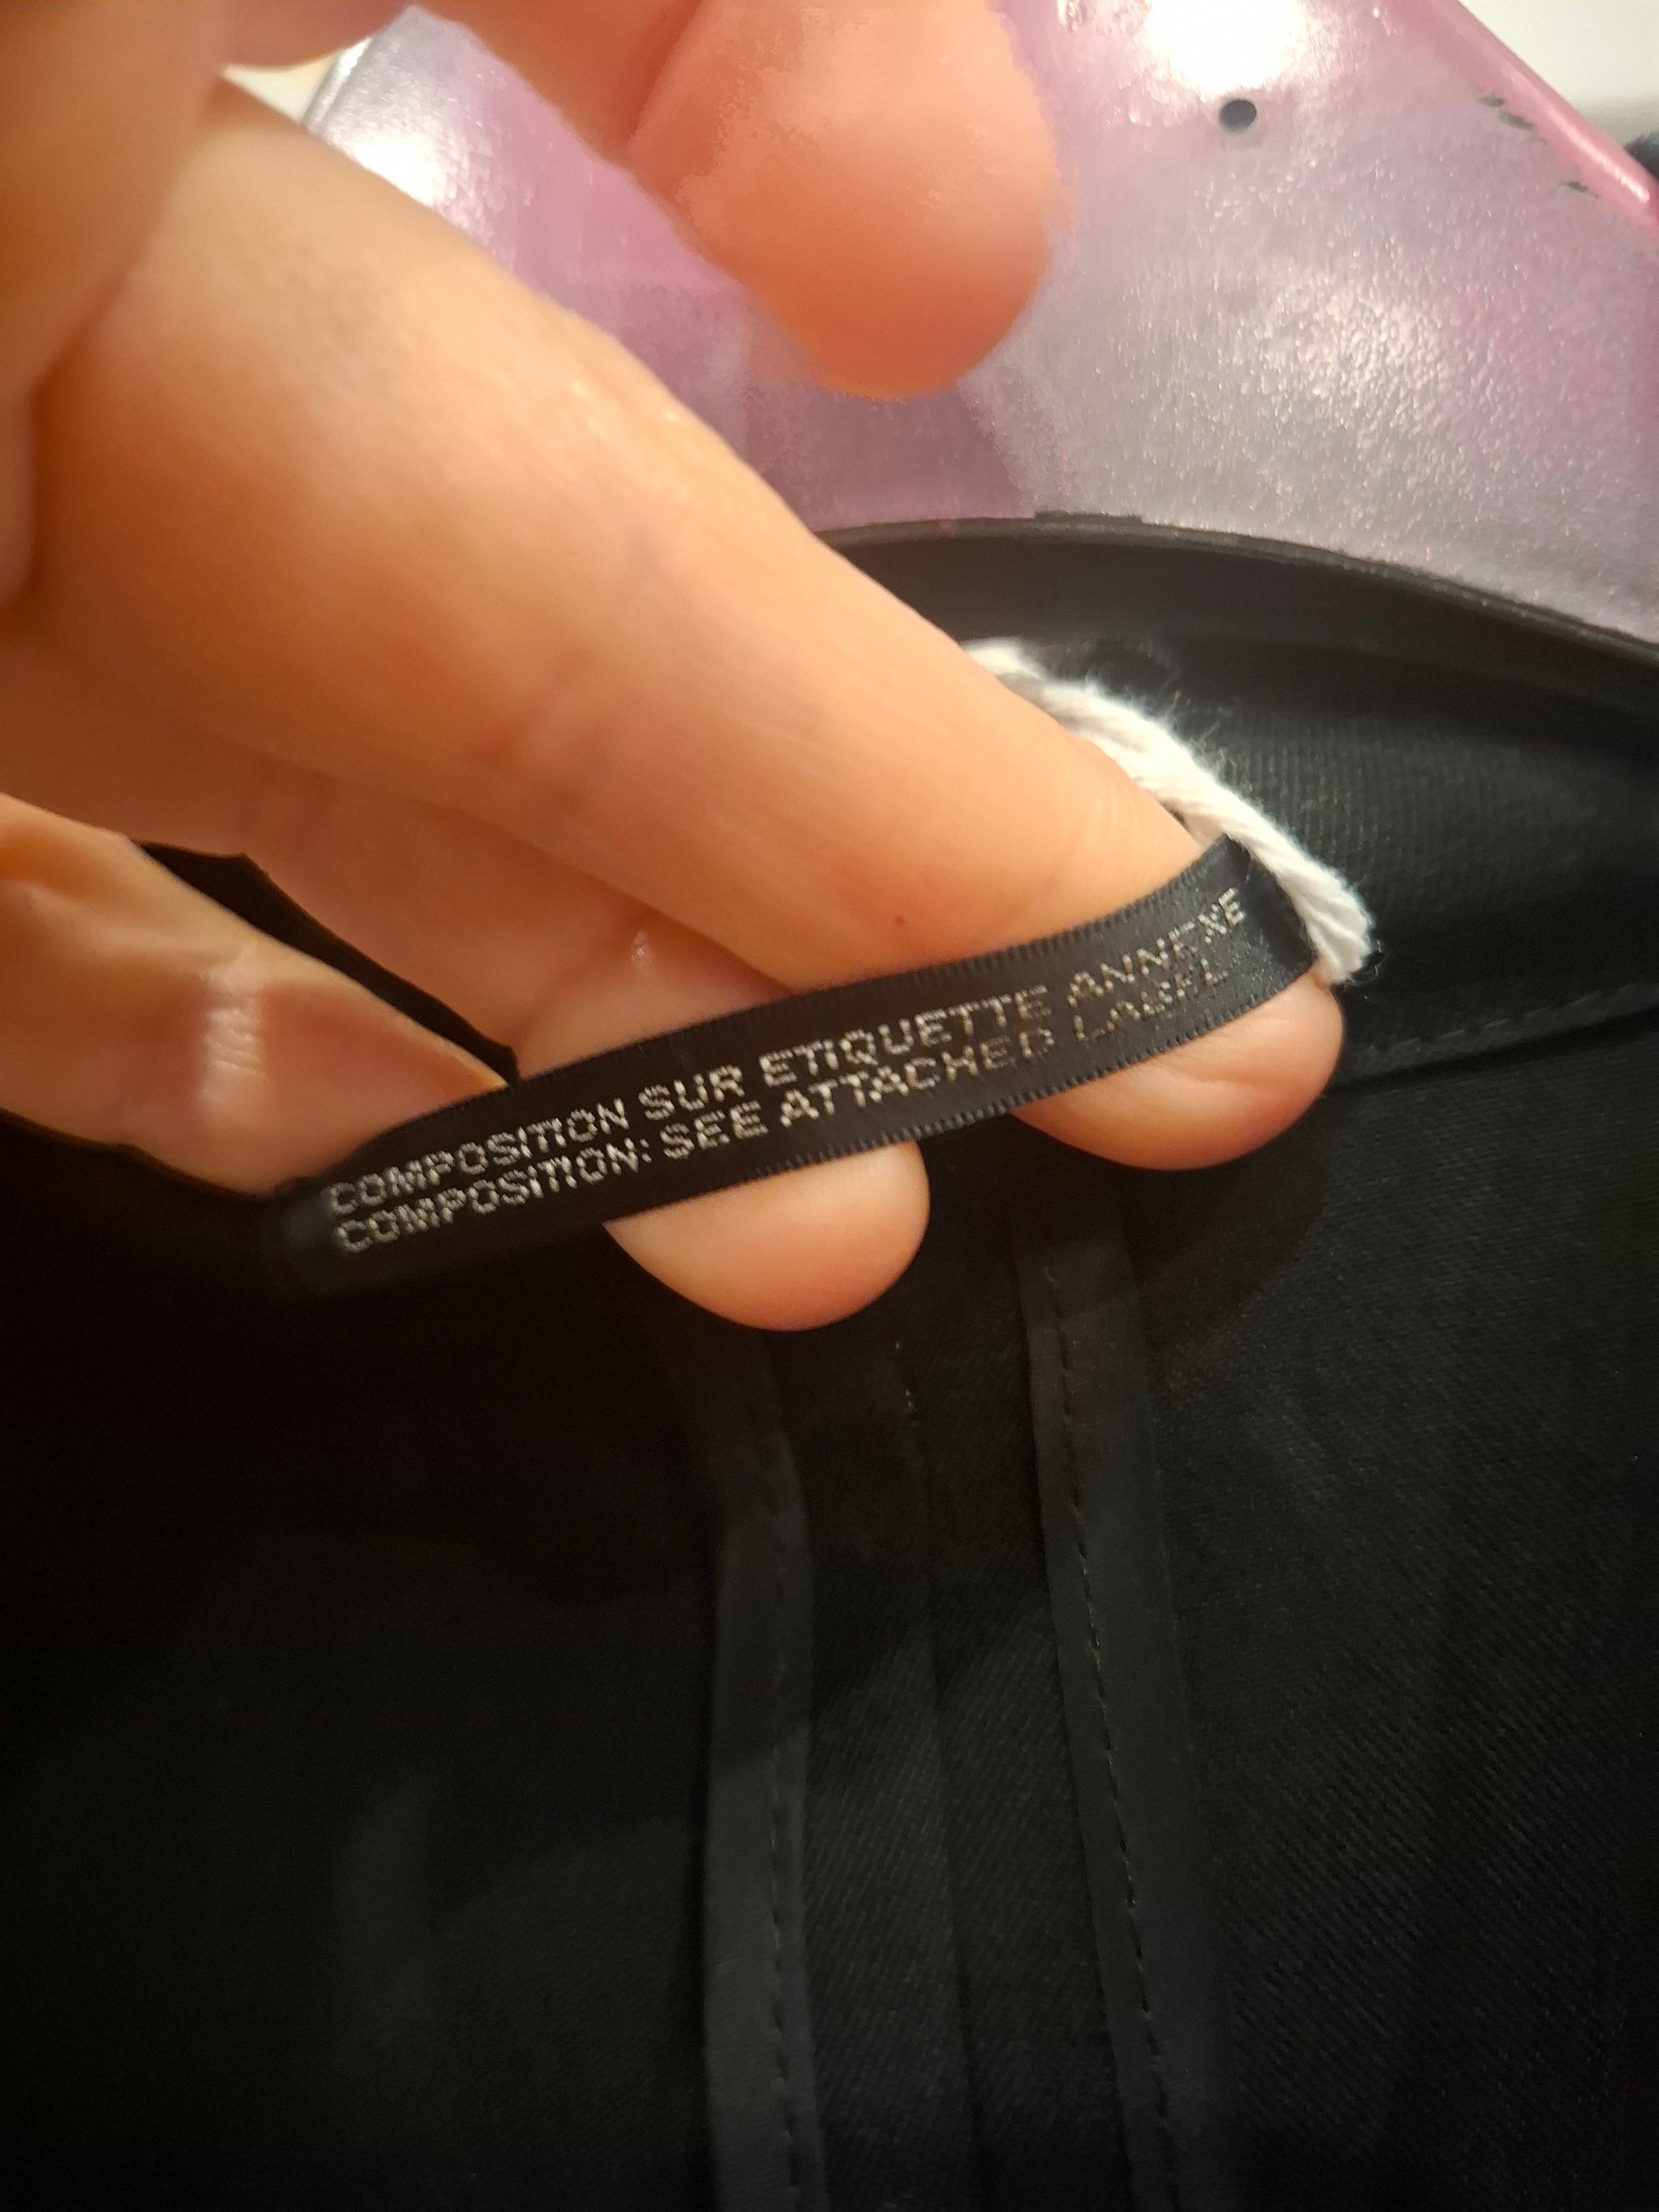 COMPOSITION SUR ETIQUETTE ANNEXE
COMPOSITION: SEE ATTACHED LABEL